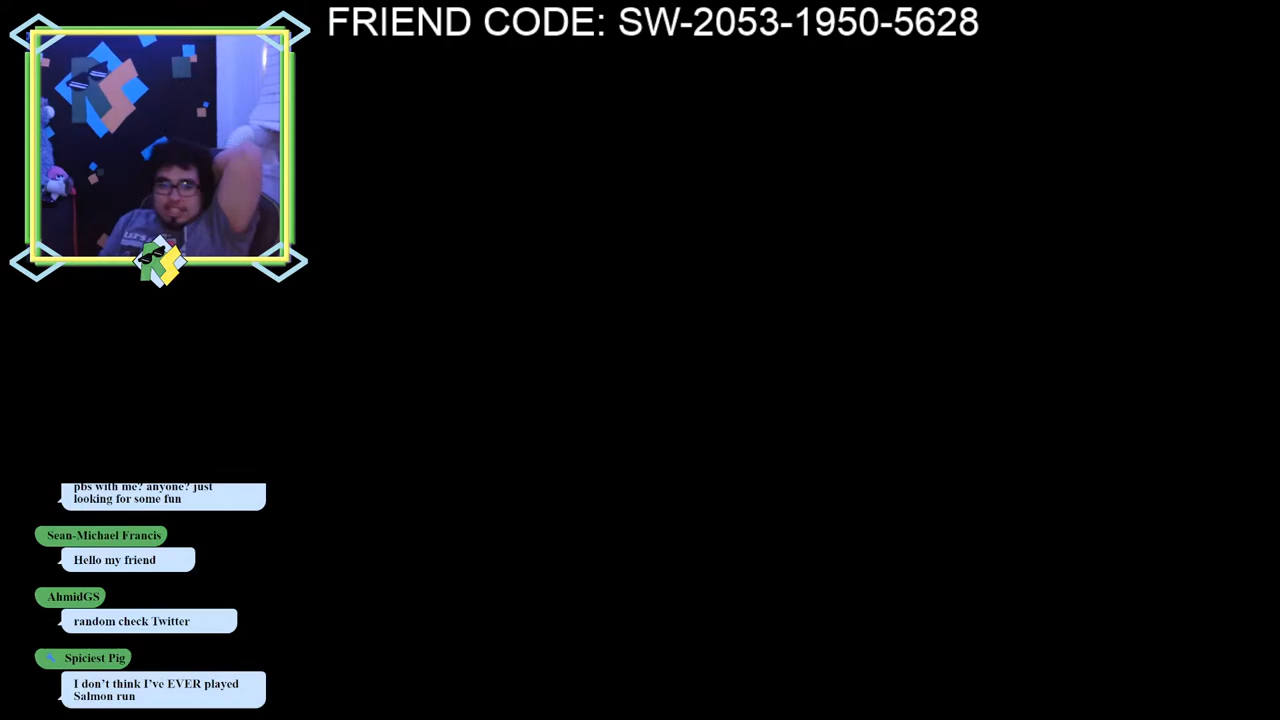 FRIEND CODE: SW-2053-1950-5628
pbs with me? anyone? just
looking for some fun
Sean-Michael Francis
Hello my friend
AhmidGS
random check Twitter
Spiciest Pig
I don't think I've EVER played
Salmon run